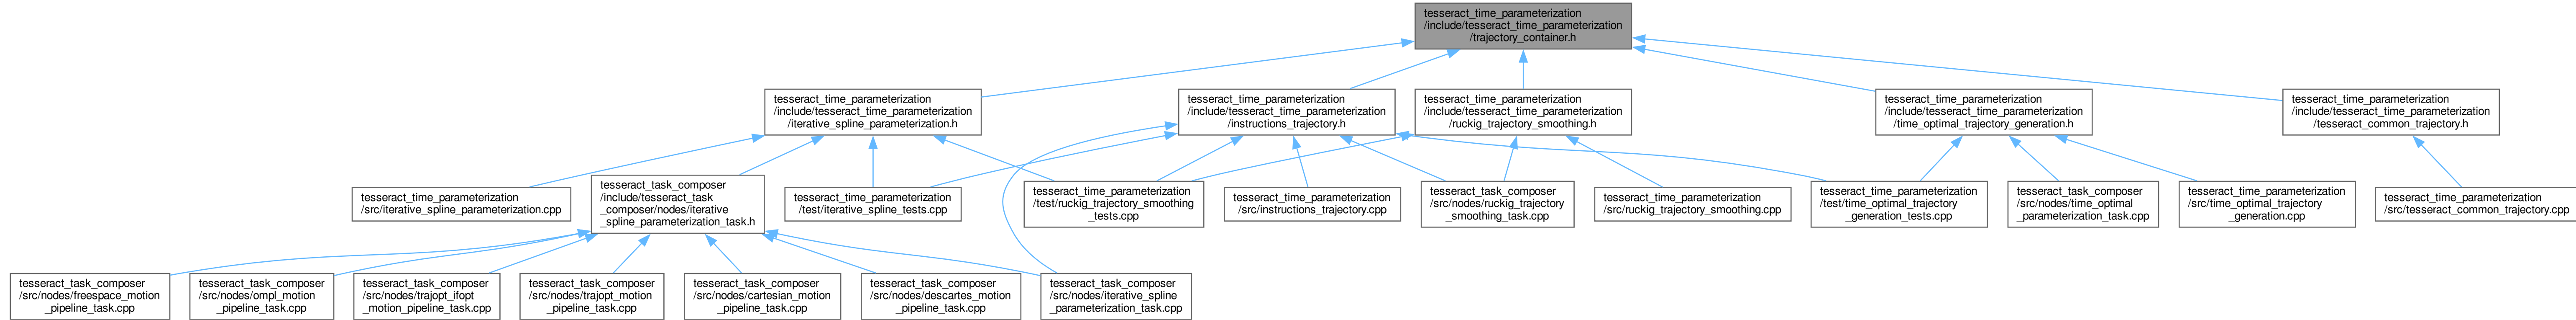 tesseract_time_parameterization
/include/tesseract_time_parameterization
/trajectory_container.h
tesseract_time_parameterization
/include/tesseract_time_parameterization
/iterative_spline_parameterization.h
tesseract_time_parameterization
/include/tesseract_time_parameterization
/instructions_trajectory.h
tesseract_time_parameterization
/include/tesseract_time_parameterization
/ruckig_trajectory_smoothing.h
tesseract_time_parameterization
/include/tesseract_time_parameterization
/time_optimal_trajectory_generation.h
tesseract_time_parameterization
/include/tesseract_time_parameterization
/tesseract_common_trajectory.h
tesseract_time_parameterization
/src/iterative_spline_parameterization.cpp
tesseract_task_composer
/include/tesseract_task
_composer/nodes/iterative
_spline_parameterization_task.h
tesseract_time_parameterization
/test/iterative_spline_tests.cpp
tesseract_time_parameterization
/test/ruckig_trajectory_smoothing
_tests.cpp
tesseract_time_parameterization
/src/instructions_trajectory.cpp
tesseract_task_composer
/src/nodes/ruckig_trajectory
_smoothing_task.cpp
tesseract_time_parameterization
/src/ruckig_trajectory_smoothing.cpp
tesseract_time_parameterization
/test/time_optimal_trajectory
_generation_tests.cpp
tesseract_task_composer
/src/nodes/time_optimal
_parameterization_task.cpp
tesseract_time_parameterization
/src/time_optimal_trajectory
_generation.cpp
tesseract_time_parameterization
/src/tesseract_common_trajectory.cpp
tesseract_task_composer
/src/nodes/freespace_motion
_pipeline_task.cpp
tesseract_task_composer
/src/nodes/ompl_motion
_pipeline_task.cpp
tesseract_task_composer
/src/nodes/trajopt_ifopt
_motion_pipeline_task.cpp
tesseract_task_composer
/src/nodes/trajopt_motion
_pipeline_task.cpp
tesseract_task_composer
/src/nodes/cartesian_motion
_pipeline_task.cpp
tesseract_task_composer
/src/nodes/descartes_motion
_pipeline_task.cpp
tesseract_task_composer
/src/nodes/iterative_spline
_parameterization_task.cpp